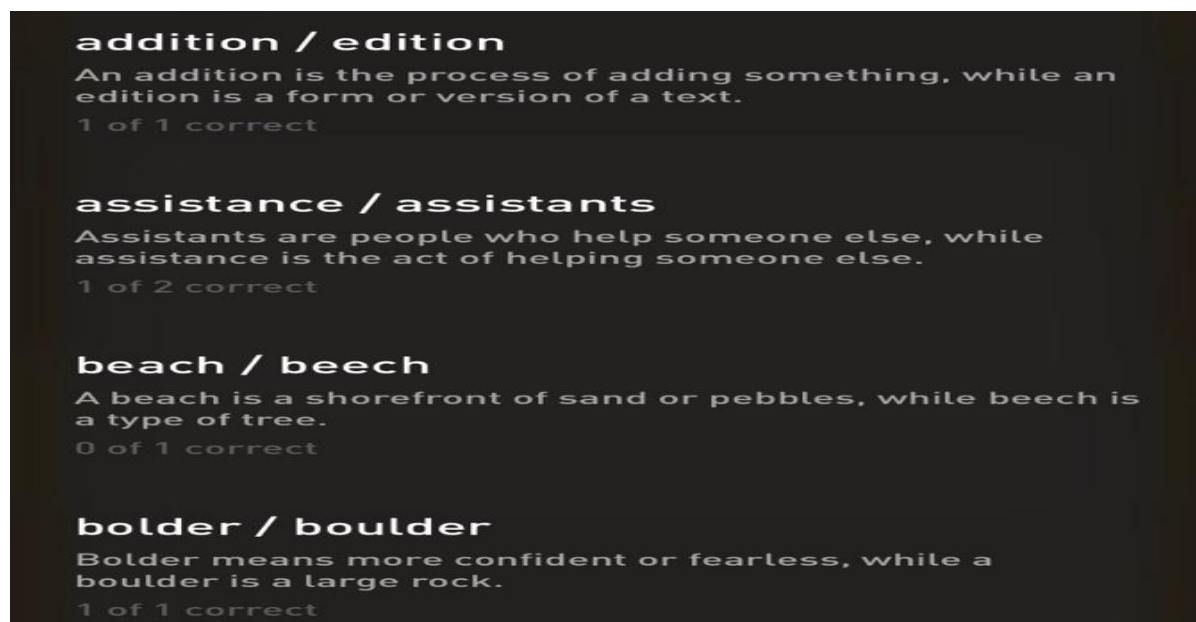 addition / edition
An addition is the process of adding something, while an
edition is a form or version of a text.
1 of 1 correct
assistance / assistants
Assistants are people who help someone else, while
assistance is the act of helping someone else.
1 of 2 correct
beach / beech
A beach is a shorefront of sand or pebbles, while beech is
a type of tree.
0 of 1 correct
bolder / boulder
Bolder means more confident or fearless, while a
boulder is a large rock.
1 of 1 correct